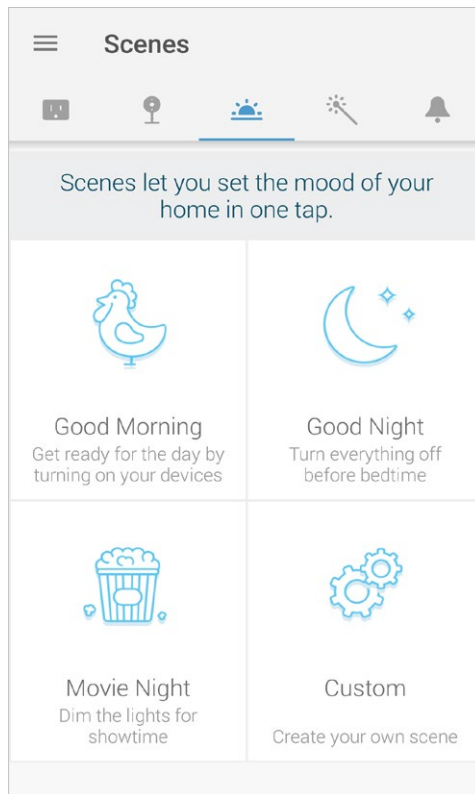 Scenes
Scenes let you set the mood of your
home in one tap.
Good Morning
Get ready for the day by
turning on your devices
Good Night
Turn everything off
before bedtime
Movie Night
Dim the lights for
showtime
Custom
Create your own scene